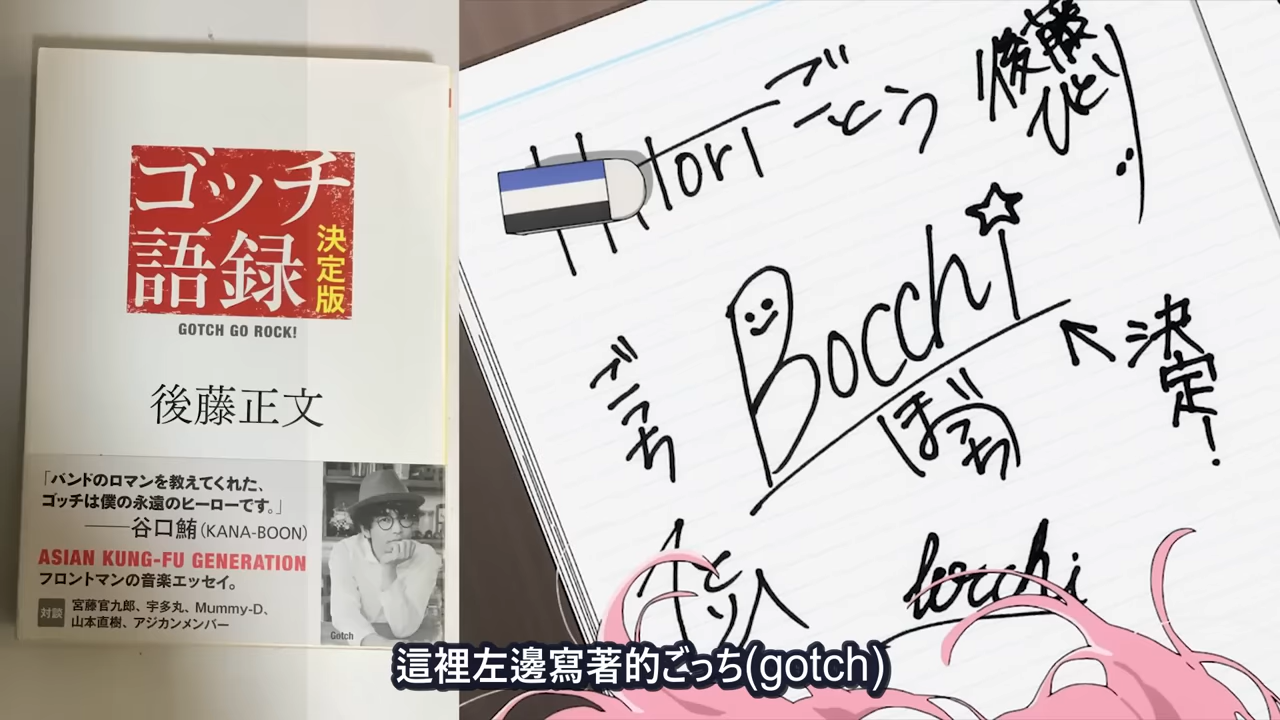 ゴッチ
語録
決定版
GOTCH GO ROCK!
後藤正文
「バンドのロマンを教えてくれた、
ゴッチは僕の永遠のヒーローです。」
――谷口鮪(KANA-BOON)
ASIAN KUNG-FU GENERATION
フロントマンの音楽エッセイ。
対談
宮藤官九郎、宇多丸、Mummy-D、
山本直樹、アジカンメンバー
Gotch
ごとう
後藤
ひとり
Bocchi
ごっち
ぼっち
決定!
這裡左邊寫著的ごっち(gotch)